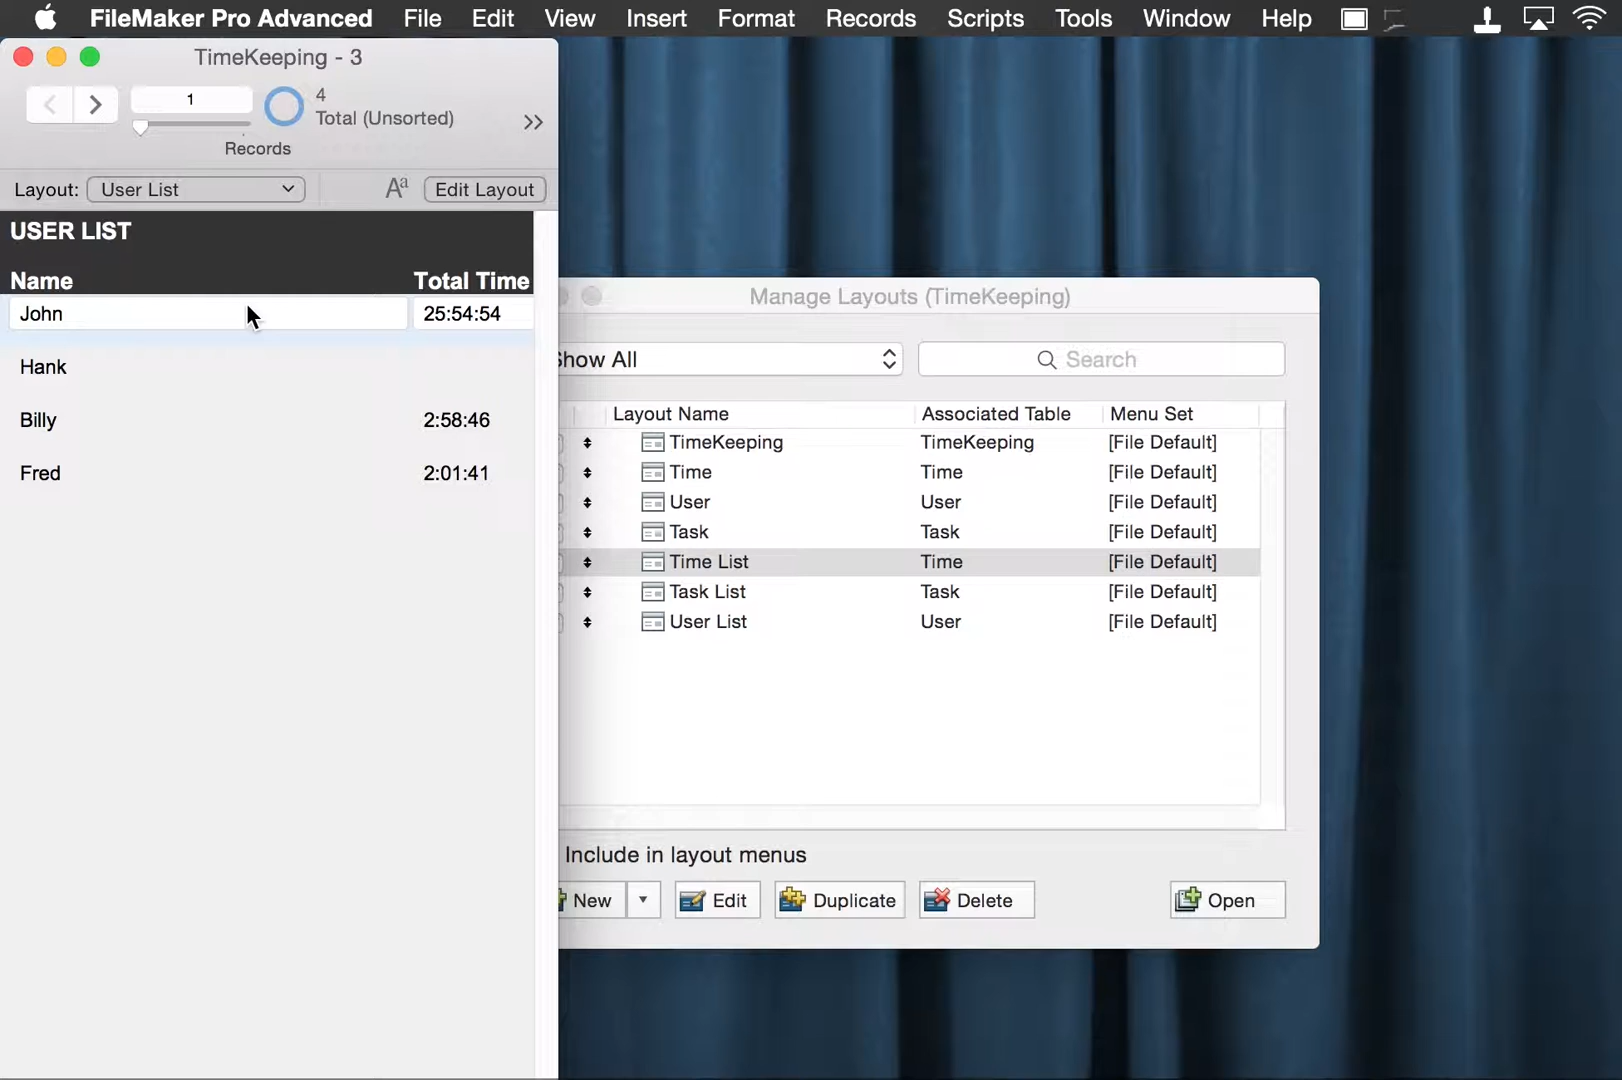 FileMaker Pro Advanced File Edit View Insert Format Records Scripts Tools Window Help
TimeKeeping - 3
1
4
Total (Unsorted)
Records
Layout: User List Aa Edit Layout
USER LIST
Name Total Time
John 25:54:54
Hank
Billy 2:58:46
Fred 2:01:41
Manage Layouts (TimeKeeping)
Show All Search
Layout Name Associated Table Menu Set
TimeKeeping TimeKeeping [File Default]
Time Time [File Default]
User User [File Default]
Task Task [File Default]
Time List Time [File Default]
Task List Task [File Default]
User List User [File Default]
Include in layout menus
New Edit Duplicate Delete Open